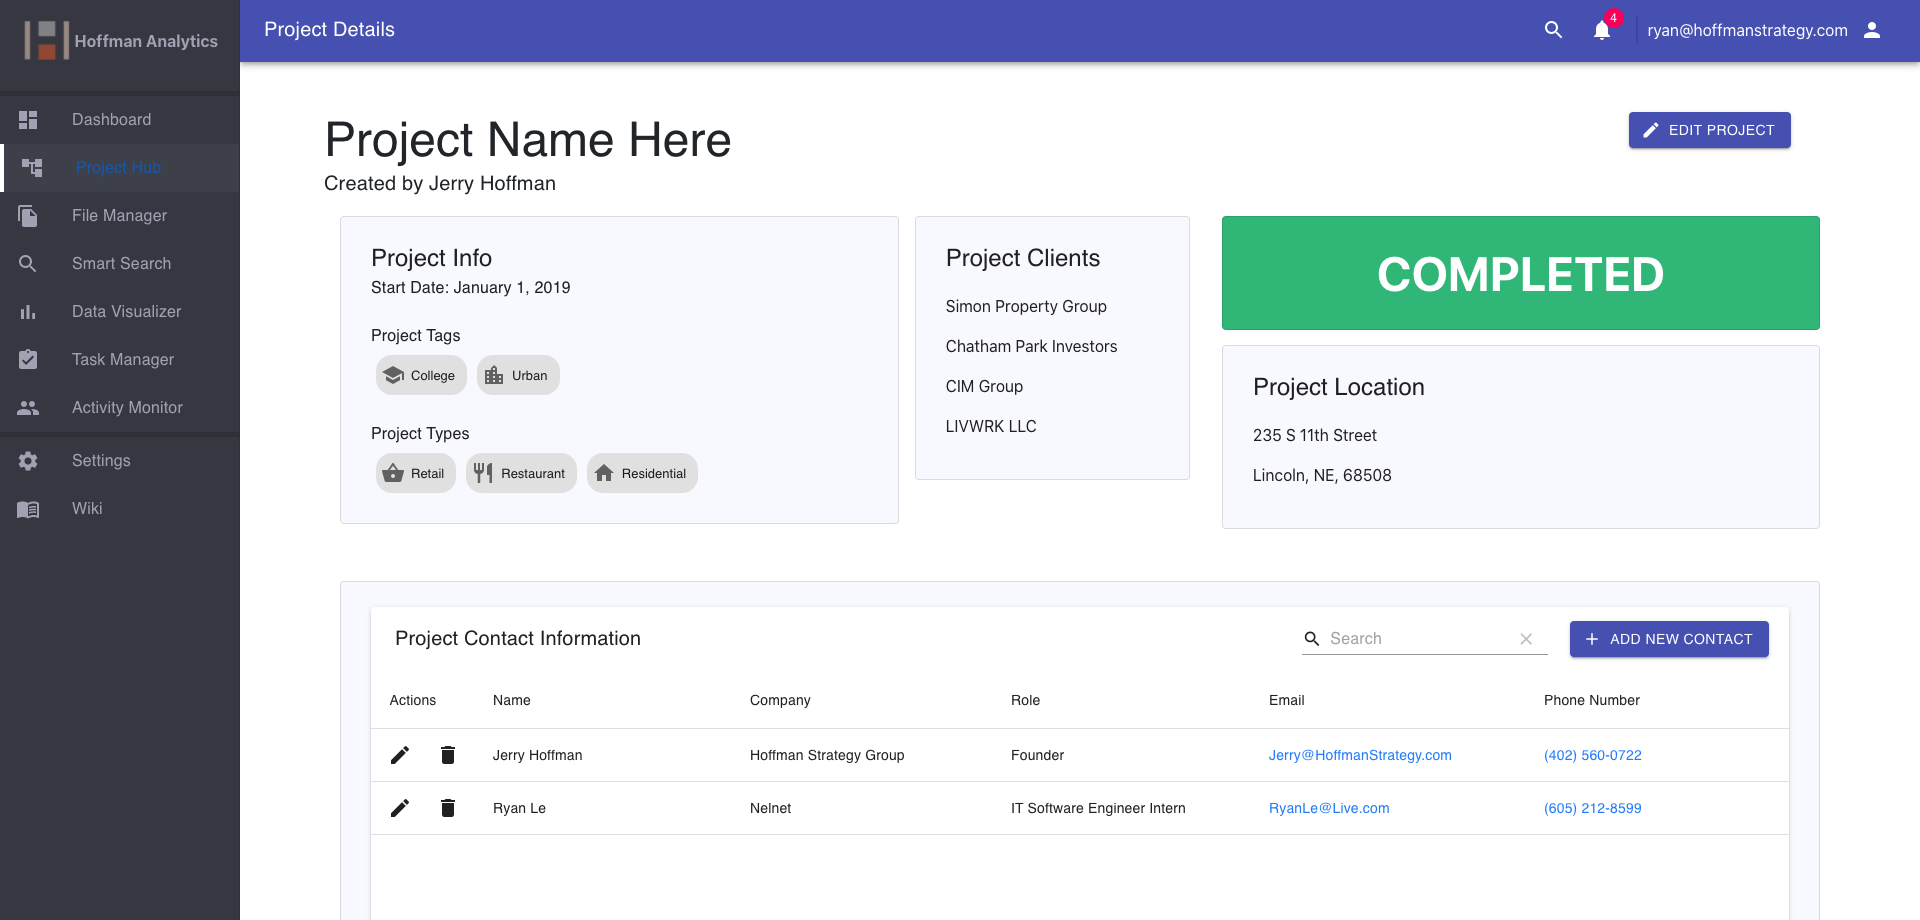 Hoffman Analytics
Project Details
4
ryan@hoffmanstrategy.com
Dashboard
Project Hub
File Manager
Smart Search
Data Visualizer
Task Manager
Activity Monitor
Settings
Wiki
Project Name Here
EDIT PROJECT
Created by Jerry Hoffman
Project Info
Start Date: January 1, 2019
Project Tags
College
Urban
Project Types
Retail
Restaurant
Residential
Project Clients
Simon Property Group
Chatham Park Investors
CIM Group
LIVWRK LLC
COMPLETED
Project Location
235 S 11th Street
Lincoln, NE, 68508
Project Contact Information
Search
ADD NEW CONTACT
Actions Name Company Role Email Phone Number
Jerry Hoffman Hoffman Strategy Group Founder Jerry@HoffmanStrategy.com (402) 560-0722
Ryan Le Nelnet IT Software Engineer Intern RyanLe@Live.com (605) 212-8599